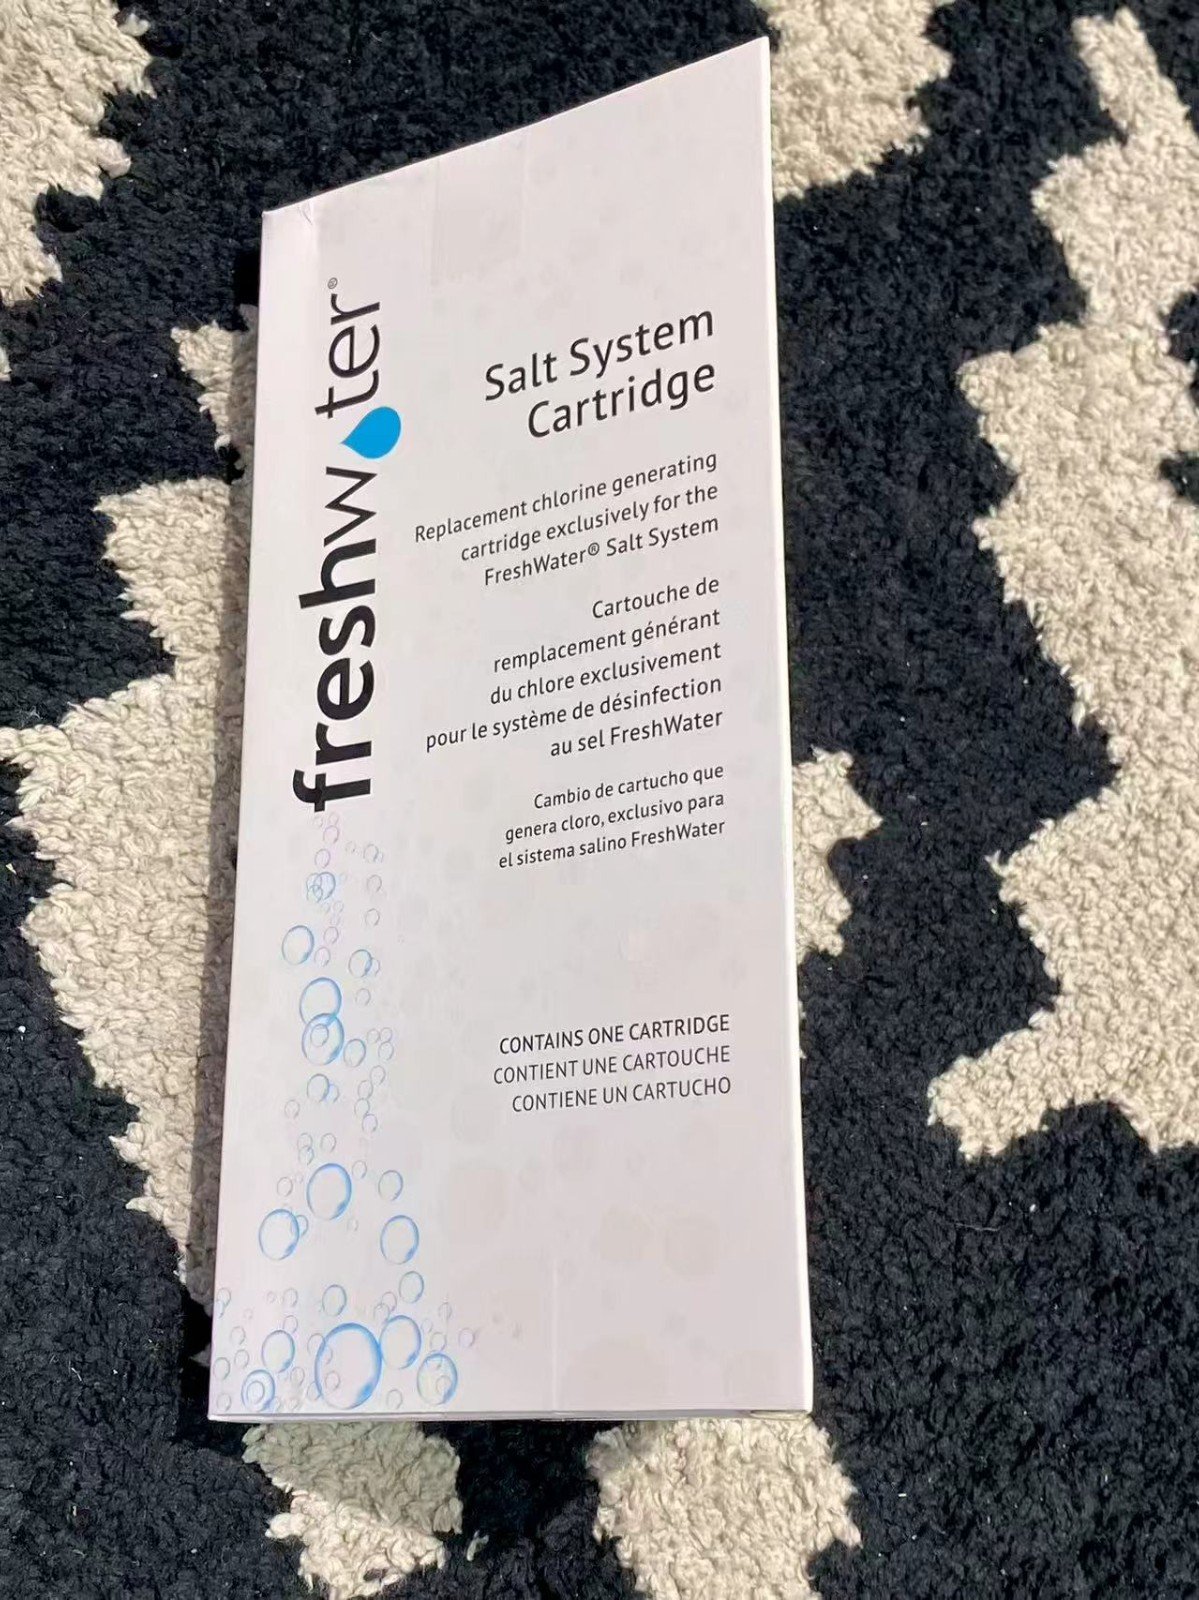 freshwater®
Salt System
Cartridge
Replacement chlorine generating
cartridge exclusively for the
FreshWater® Salt System
Cartouche de
remplacement générant
du chlore exclusivement
pour le système de désinfection
au sel FreshWater
Cambio de cartucho que
genera cloro, exclusivo para
el sistema salino FreshWater
CONTAINS ONE CARTRIDGE
CONTIENT UNE CARTOUCHE
CONTIENE UN CARTUCHO